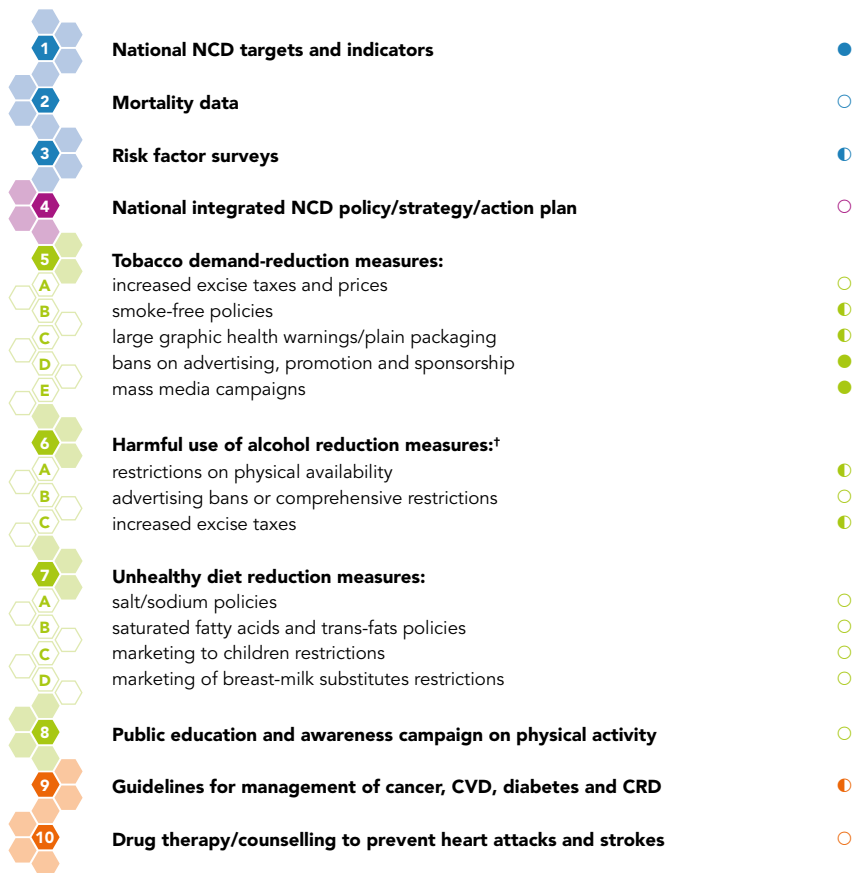 1 National NCD targets and indicators ●
2 Mortality data ○
3 Risk factor surveys ◐
4 National integrated NCD policy/strategy/action plan ○
5 Tobacco demand-reduction measures:
A increased excise taxes and prices ○
B smoke-free policies ◐
C large graphic health warnings/plain packaging ◐
D bans on advertising, promotion and sponsorship ●
E mass media campaigns ●
6 Harmful use of alcohol reduction measures:†
A restrictions on physical availability ◐
B advertising bans or comprehensive restrictions ○
C increased excise taxes ◐
7 Unhealthy diet reduction measures:
A salt/sodium policies ○
B saturated fatty acids and trans-fats policies ○
C marketing to children restrictions ○
D marketing of breast-milk substitutes restrictions ○
8 Public education and awareness campaign on physical activity ○
9 Guidelines for management of cancer, CVD, diabetes and CRD ◐
10 Drug therapy/counselling to prevent heart attacks and strokes ○